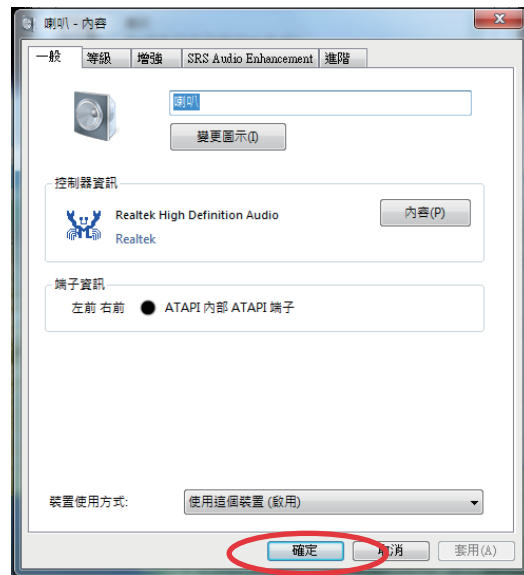 喇叭 - 內容
一般 等級 增強 SRS Audio Enhancement 進階
喇叭
變更圖示(I)
控制器資訊
Realtek High Definition Audio
內容(P)
Realtek
端子資訊
左前 右前 ATAPI 內部 ATAPI 端子
裝置使用方式:
使用這個裝置 (啟用)
確定 取消 套用(A)